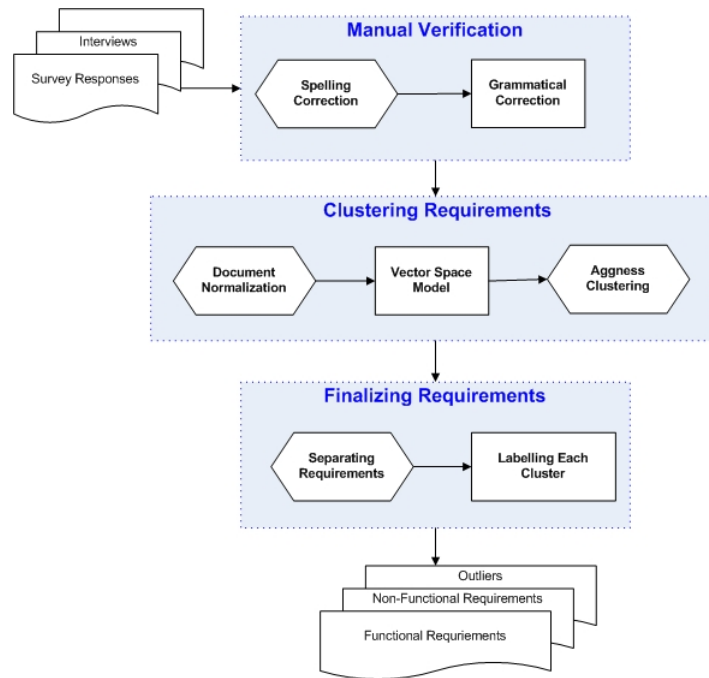 Interviews
Survey Responses
Manual Verification
Spelling
Correction
Grammatical
Correction
Clustering Requirements
Document
Normalization
Vector Space
Model
Aggness
Clustering
Finalizing Requirements
Separating
Requirements
Labelling Each
Cluster
Outliers
Non-Functional Requirements
Functional Requriements